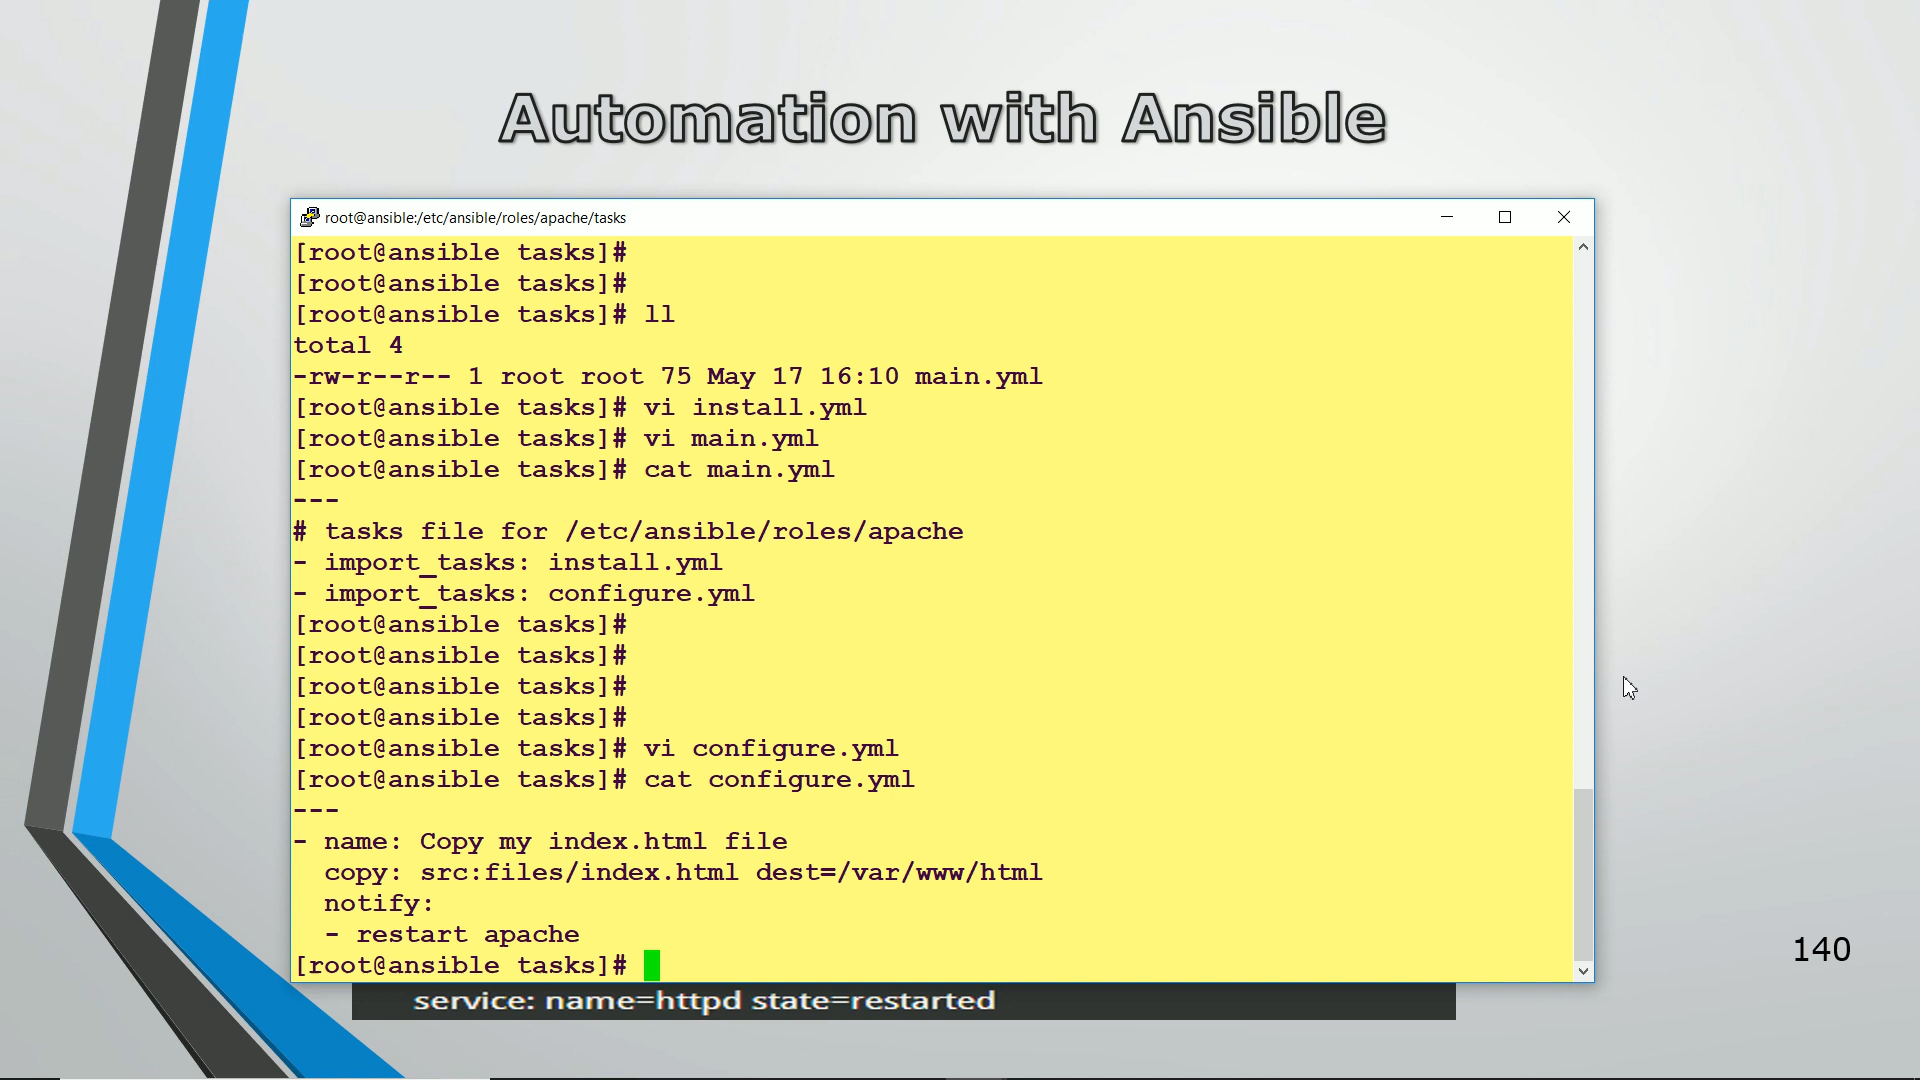 Automation with Ansible
root@ansible:/etc/ansible/roles/apache/tasks
[root@ansible tasks]#
[root@ansible tasks]#
[root@ansible tasks]# ll
total 4
-rw-r--r-- 1 root root 75 May 17 16:10 main.yml
[root@ansible tasks]# vi install.yml
[root@ansible tasks]# vi main.yml
[root@ansible tasks]# cat main.yml
---
# tasks file for /etc/ansible/roles/apache
- import_tasks: install.yml
- import_tasks: configure.yml
[root@ansible tasks]#
[root@ansible tasks]#
[root@ansible tasks]#
[root@ansible tasks]#
[root@ansible tasks]# vi configure.yml
[root@ansible tasks]# cat configure.yml
---
- name: Copy my index.html file
  copy: src:files/index.html dest=/var/www/html
  notify:
  - restart apache
[root@ansible tasks]#
service: name=httpd state=restarted
140